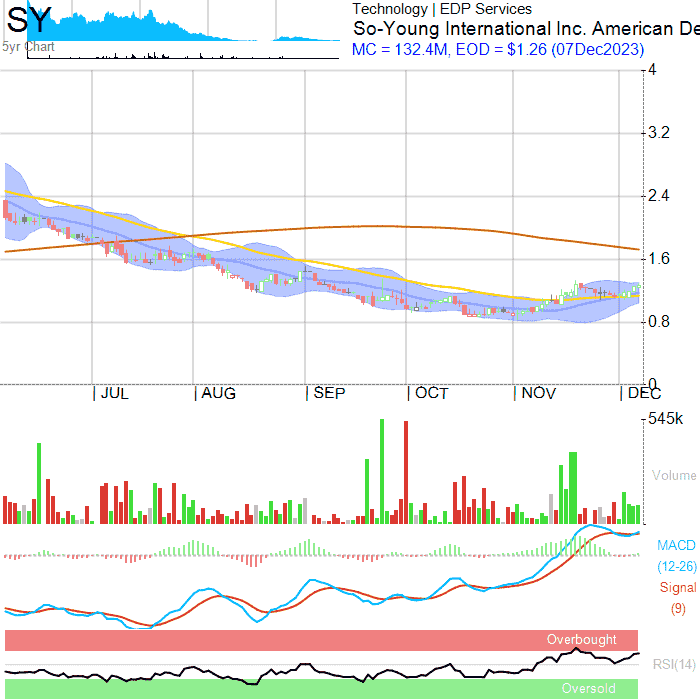 SY
5yr Chart
Technology | EDP Services
So-Young International Inc. American De
MC = 132.4M, EOD = $1.26 (07Dec2023)
4
3.2
2.4
1.6
0.8
0
JUL AUG SEP OCT NOV DEC
545k
Volume
MACD
(12-26)
Signal
(9)
Overbought
RSI(14)
Oversold